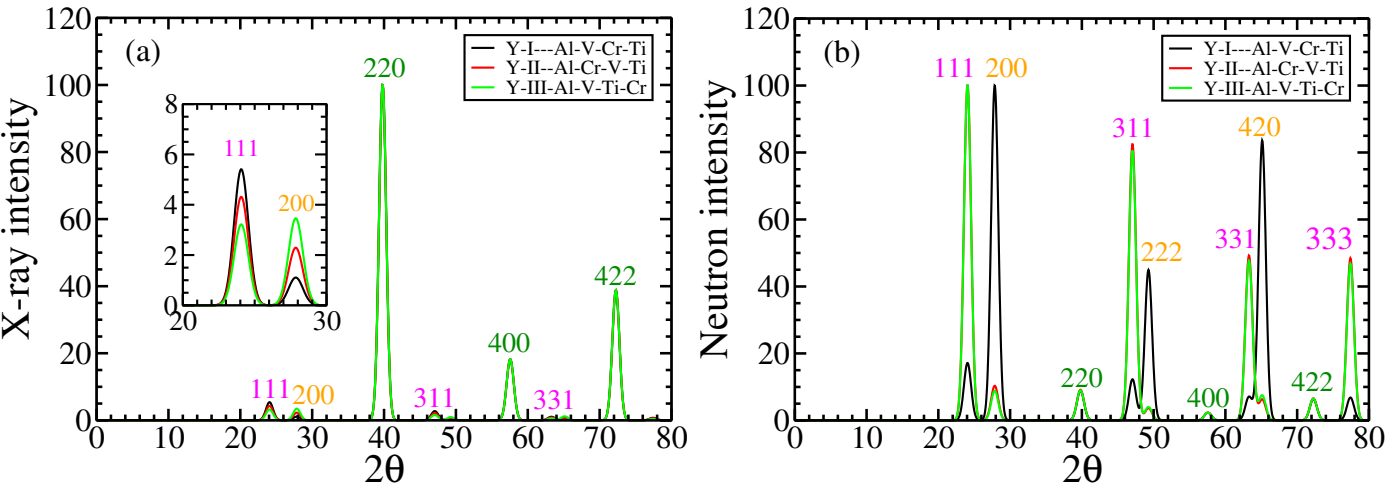 (a)
Y-I---Al-V-Cr-Ti
Y-II--Al-Cr-V-Ti
Y-III-Al-V-Ti-Cr
X-ray intensity
120
100
80
60
40
20
0
220
422
400
111
200
311
331
8
6
4
2
0
111
200
20
30
0 10 20 30 40 50 60 70 80
2θ
(b)
Y-I---Al-V-Cr-Ti
Y-II--Al-Cr-V-Ti
Y-III-Al-V-Ti-Cr
Neutron intensity
120
100
80
60
40
20
0
111
200
311
420
222
331
333
220
400
422
0 10 20 30 40 50 60 70 80
2θ